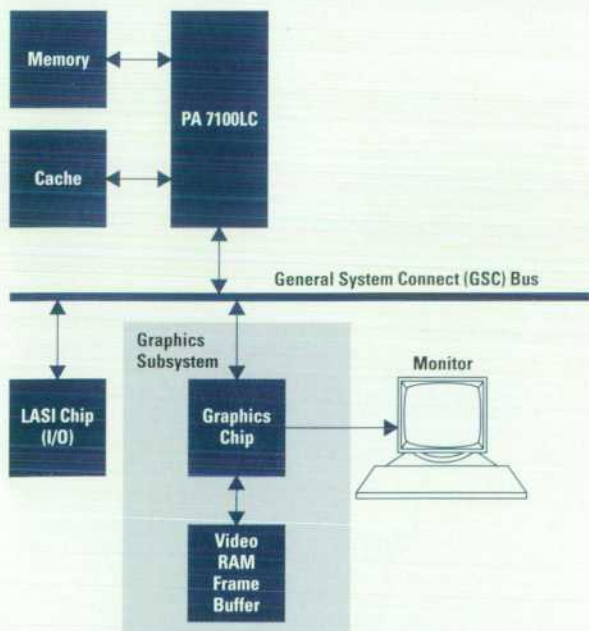 Memory
PA 7100LC
Cache
General System Connect (GSC) Bus
Graphics
Subsystem
Monitor
LASI Chip
(I/O)
Graphics
Chip
Video
RAM
Frame
Buffer